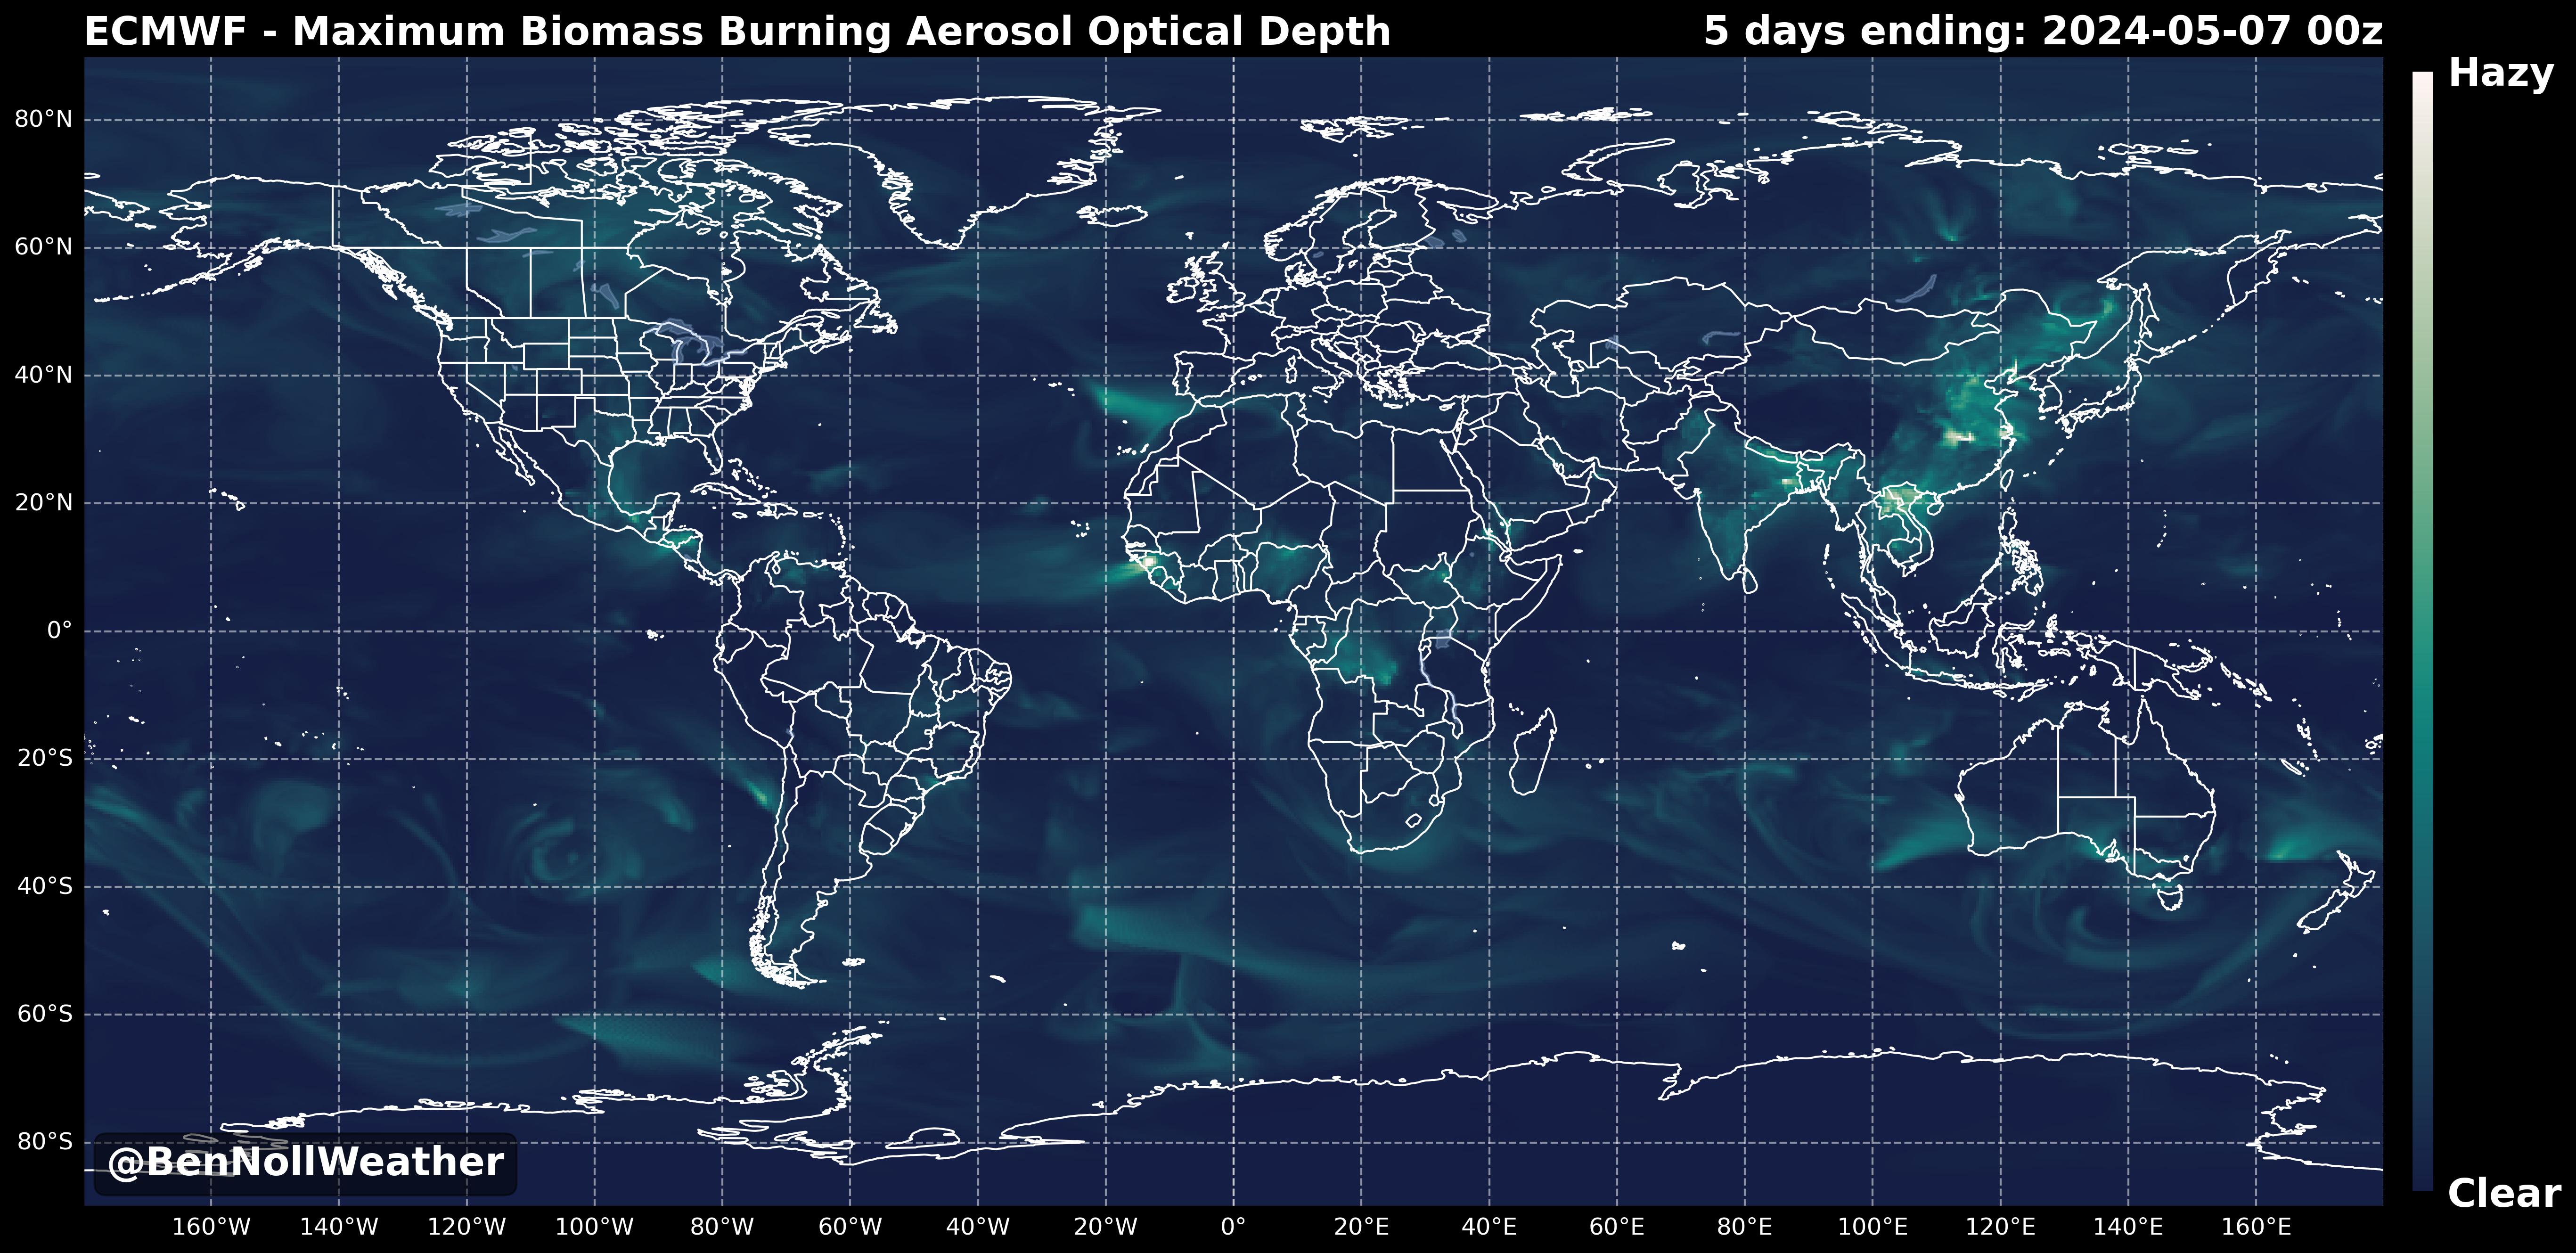 ECMWF - Maximum Biomass Burning Aerosol Optical Depth
5 days ending: 2024-05-07 00z
Hazy
80°N
60°N
40°N
20°N
0°
20°S
40°S
60°S
80°S
@BenNollWeather
Clear
160°W 140°W 120°W 100°W 80°W 60°W 40°W 20°W 0° 20°E 40°E 60°E 80°E 100°E 120°E 140°E 160°E